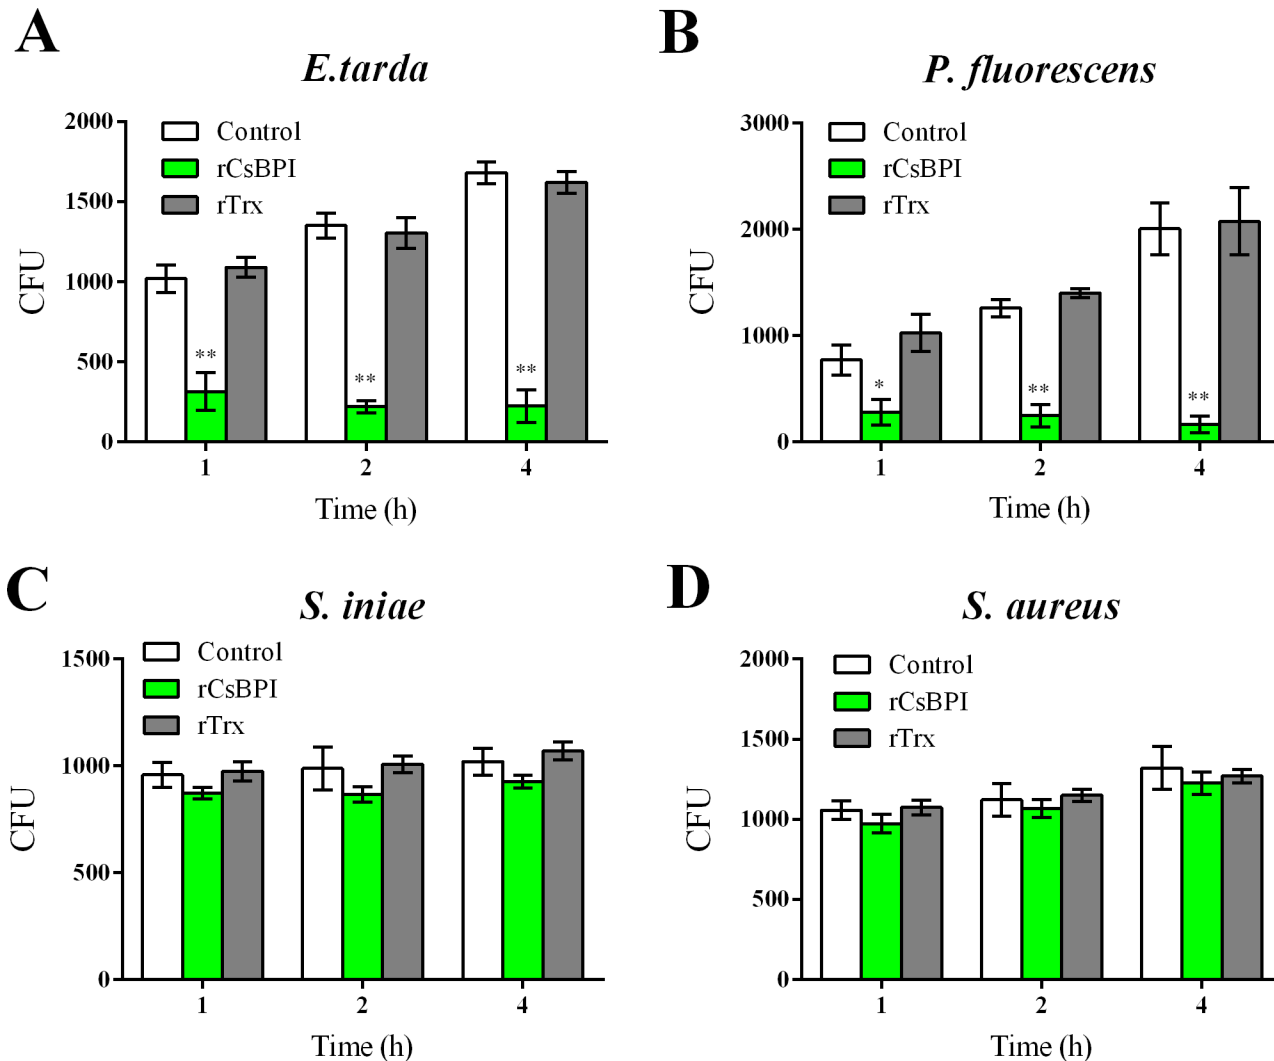 A
E.tarda
2000
1500
1000
500
0
CFU
Control
rCsBPI
rTrx
**
**
**
1
2
4
Time (h)
B
P. fluorescens
3000
2000
1000
0
CFU
Control
rCsBPI
rTrx
*
**
**
1
2
4
Time (h)
C
S. iniae
1500
1000
500
0
CFU
Control
rCsBPI
rTrx
1
2
4
Time (h)
D
S. aureus
2000
1500
1000
500
0
CFU
Control
rCsBPI
rTrx
1
2
4
Time (h)